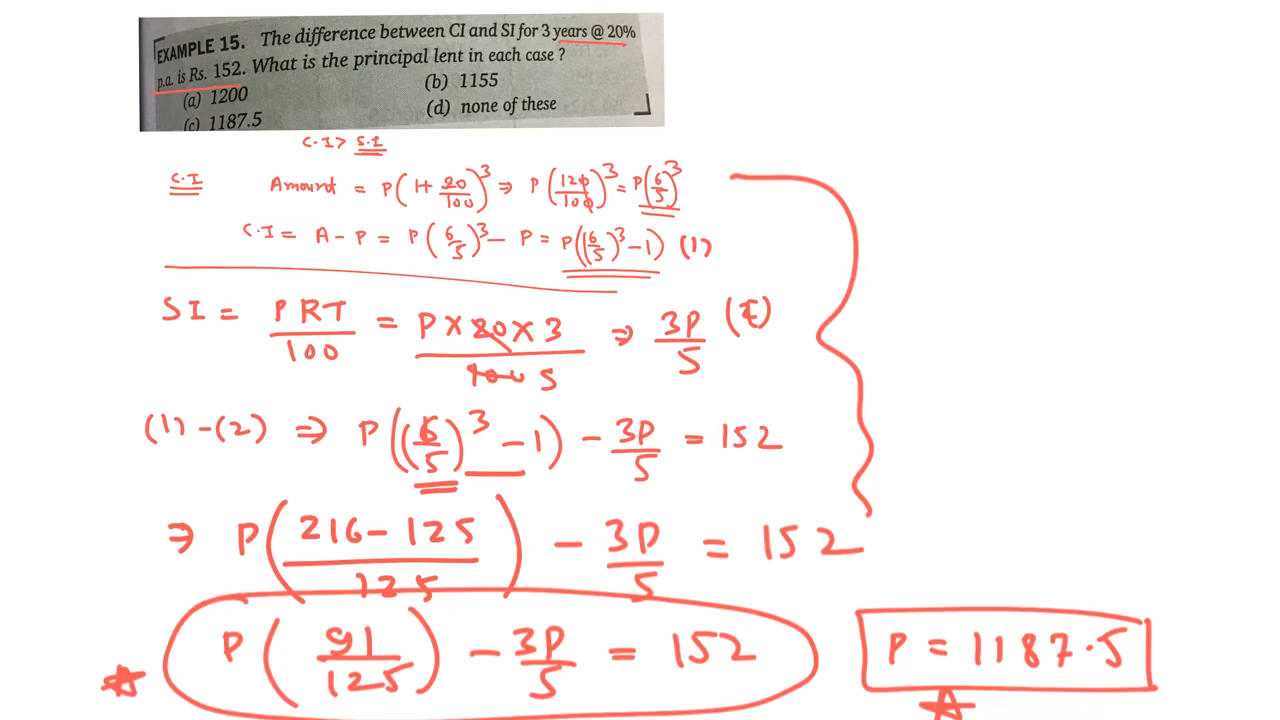 EXAMPLE 15. The difference between CI and SI for 3 years @ 20%
p.a. is Rs. 152. What is the principal lent in each case ?
(a) 1200 (b) 1155
(c) 1187.5 (d) none of these
C.I > S.I
C.I Amount = P(1+20/100)^3 ⇒ P(120/100)^3 = P(6/5)^3
C.I = A - P = P(6/5)^3 - P = P((6/5)^3 - 1) (1)
SI = PRT/100 = P×20×3/100 5 ⇒ 3P/5
(1) - (2) ⇒ P((6/5)^3 - 1) - 3P/5 = 152
⇒ P(216-125/125) - 3P/5 = 152
P(91/125) - 3P/5 = 152
P = 1187.5